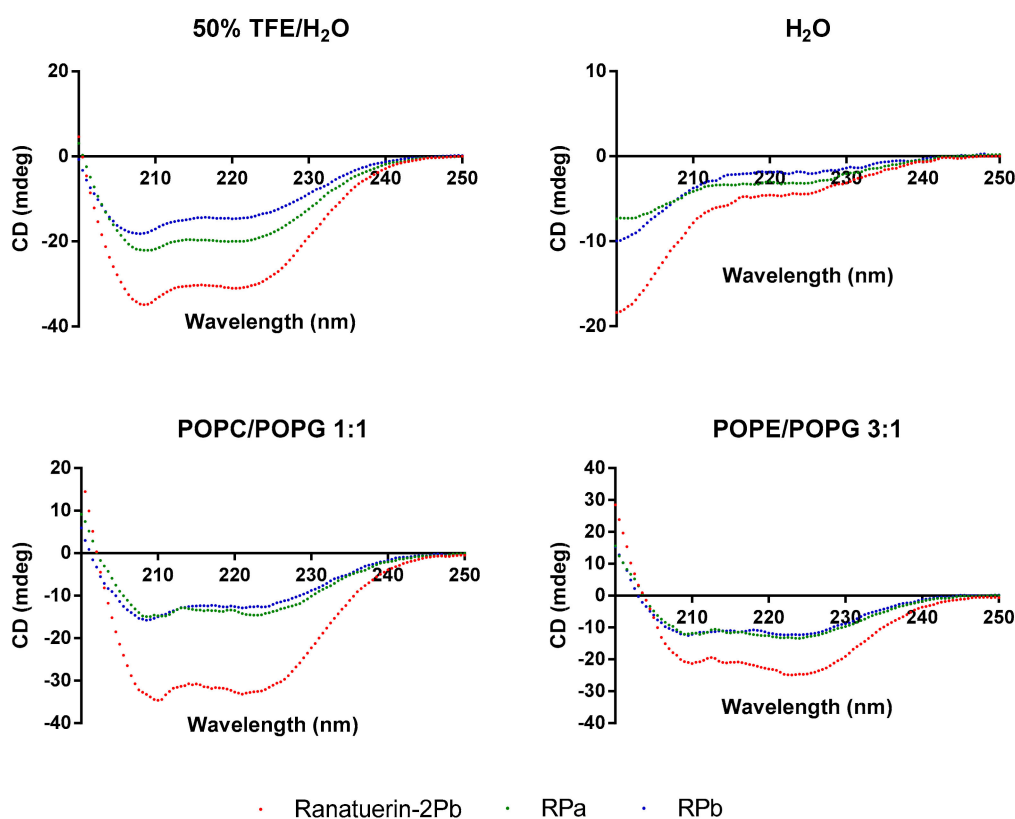 50% TFE/H₂O
H₂O
20
0
-20
-40
210 220 230 240 250
CD (mdeg)
Wavelength (nm)
10
0
-10
-20
210 220 230 240 250
CD (mdeg)
Wavelength (nm)
POPC/POPG 1:1
POPE/POPG 3:1
20
10
0
-10
-20
-30
-40
210 220 230 240 250
CD (mdeg)
Wavelength (nm)
40
30
20
10
0
-10
-20
-30
-40
210 220 230 240 250
CD (mdeg)
Wavelength (nm)
Ranatuerin-2Pb RPa RPb